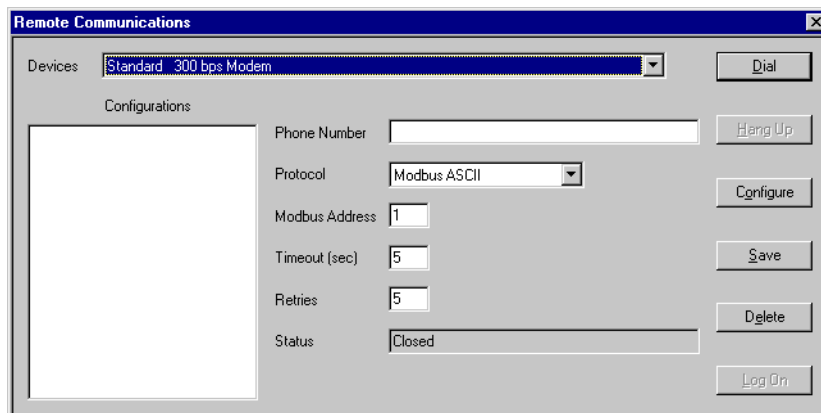 Remote Communications
Devices Standard 300 bps Modem Dial
Configurations
Phone Number Hang Up
Protocol Modbus ASCII
Configure
Modbus Address 1
Timeout (sec) 5 Save
Retries 5
Delete
Status Closed
Log On